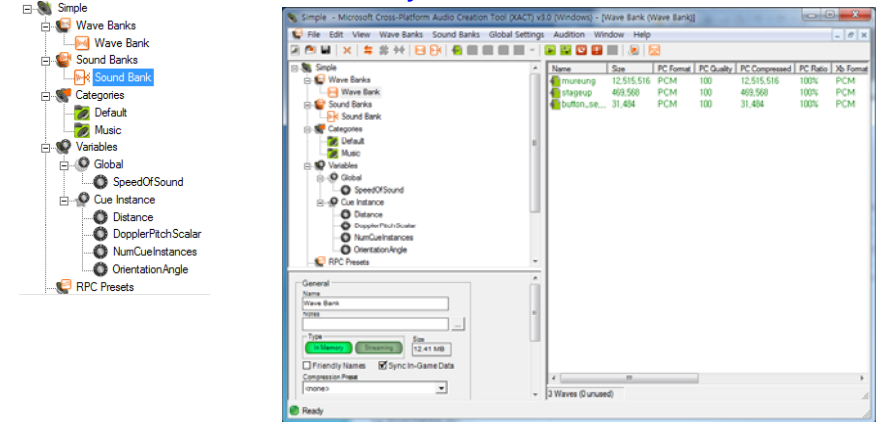 Simple
Wave Banks
Wave Bank
Sound Banks
Sound Bank
Categories
Default
Music
Variables
Global
SpeedOfSound
Cue Instance
Distance
DopplerPitchScalar
NumCueInstances
OrientationAngle
RPC Presets
Simple - Microsoft Cross-Platform Audio Creation Tool (XACT) v3.0 (Windows) - [Wave Bank (Wave Bank)]
File Edit View Wave Banks Sound Banks Global Settings Audition Window Help
Simple
Wave Banks
Wave Bank
Sound Banks
Sound Bank
Categories
Default
Music
Variables
Global
SpeedOfSound
Cue Instance
Distance
DopplerPitchScalar
NumCueInstances
OrientationAngle
RPC Presets
Name Size PC Format PC Quality PC Compressed PC Ratio Xb Format
mureung 12,515,516 PCM 100 12,515,516 100% PCM
stageup 469,568 PCM 100 469,568 100% PCM
button_se... 31,484 PCM 100 31,484 100% PCM
General
Name
Wave Bank
Notes
...
Type
In Memory Streaming
Size
12.41 MB
Friendly Names Sync In-Game Data
Compression Preset
<none>
3 Waves (0 unused)
Ready